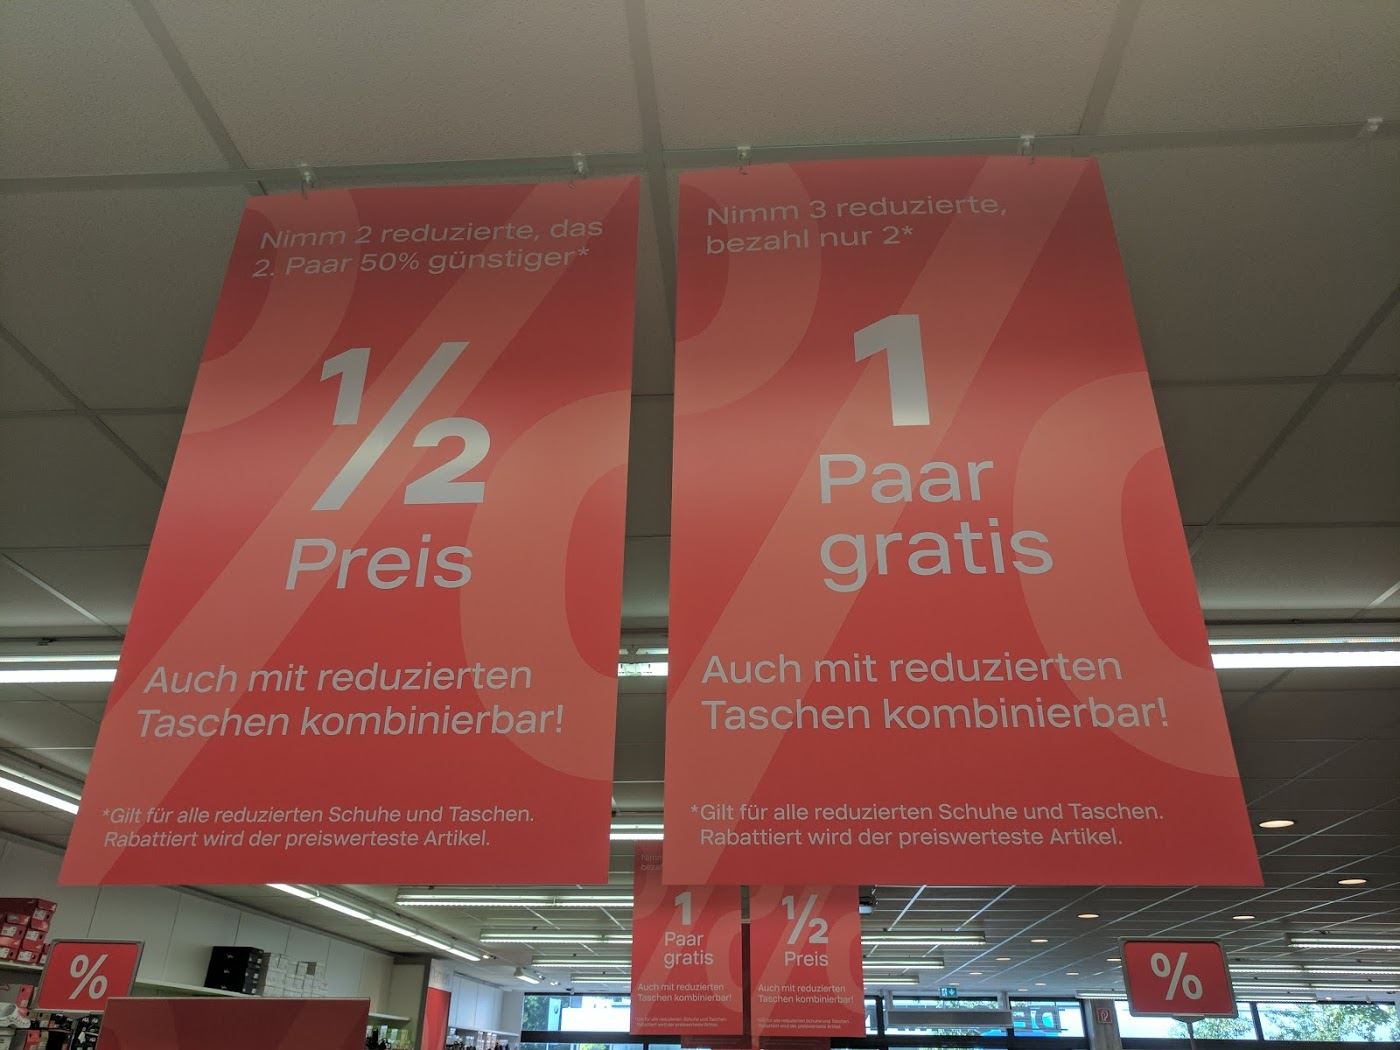 Nimm 2 reduzierte, das
2. Paar 50% günstiger*
1/2
Preis
Auch mit reduzierten
Taschen kombinierbar!
*Gilt für alle reduzierten Schuhe und Taschen.
Rabattiert wird der preiswerteste Artikel.
Nimm 3 reduzierte,
bezahl nur 2*
1
Paar
gratis
Auch mit reduzierten
Taschen kombinierbar!
*Gilt für alle reduzierten Schuhe und Taschen.
Rabattiert wird der preiswerteste Artikel.
1
Paar
gratis
Auch mit reduzierten
Taschen kombinierbar!
1/2
Preis
Auch mit reduzierten
Taschen kombinierbar!
%
%